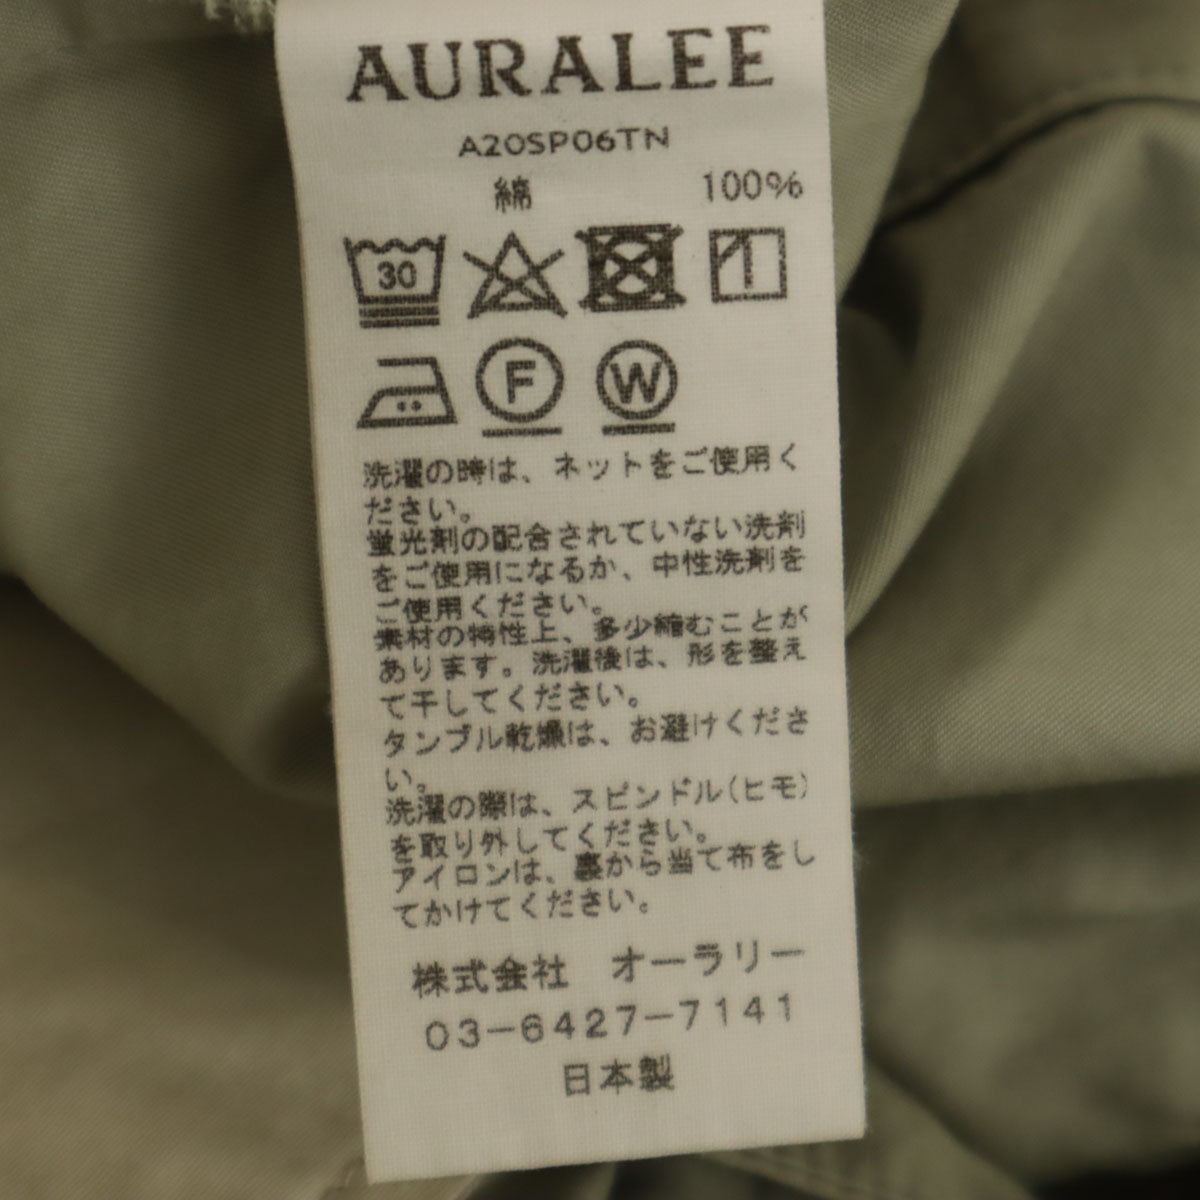 AURALEE
A20SP06TN
綿 100%
30
F W
洗濯の時は、ネットをご使用く
ださい。
蛍光剤の配合されていない洗剤
をご使用になるか、中性洗剤を
ご使用ください。
素材の特性上、多少縮むことが
あります。洗濯後は、形を整え
て干してください。
タンブル乾燥は、お避けくださ
い。
洗濯の際は、スピンドル(ヒモ)
を取り外してください。
アイロンは、裏から当て布をし
てかけてください。
株式会社 オーラリー
03-6427-7141
日本製